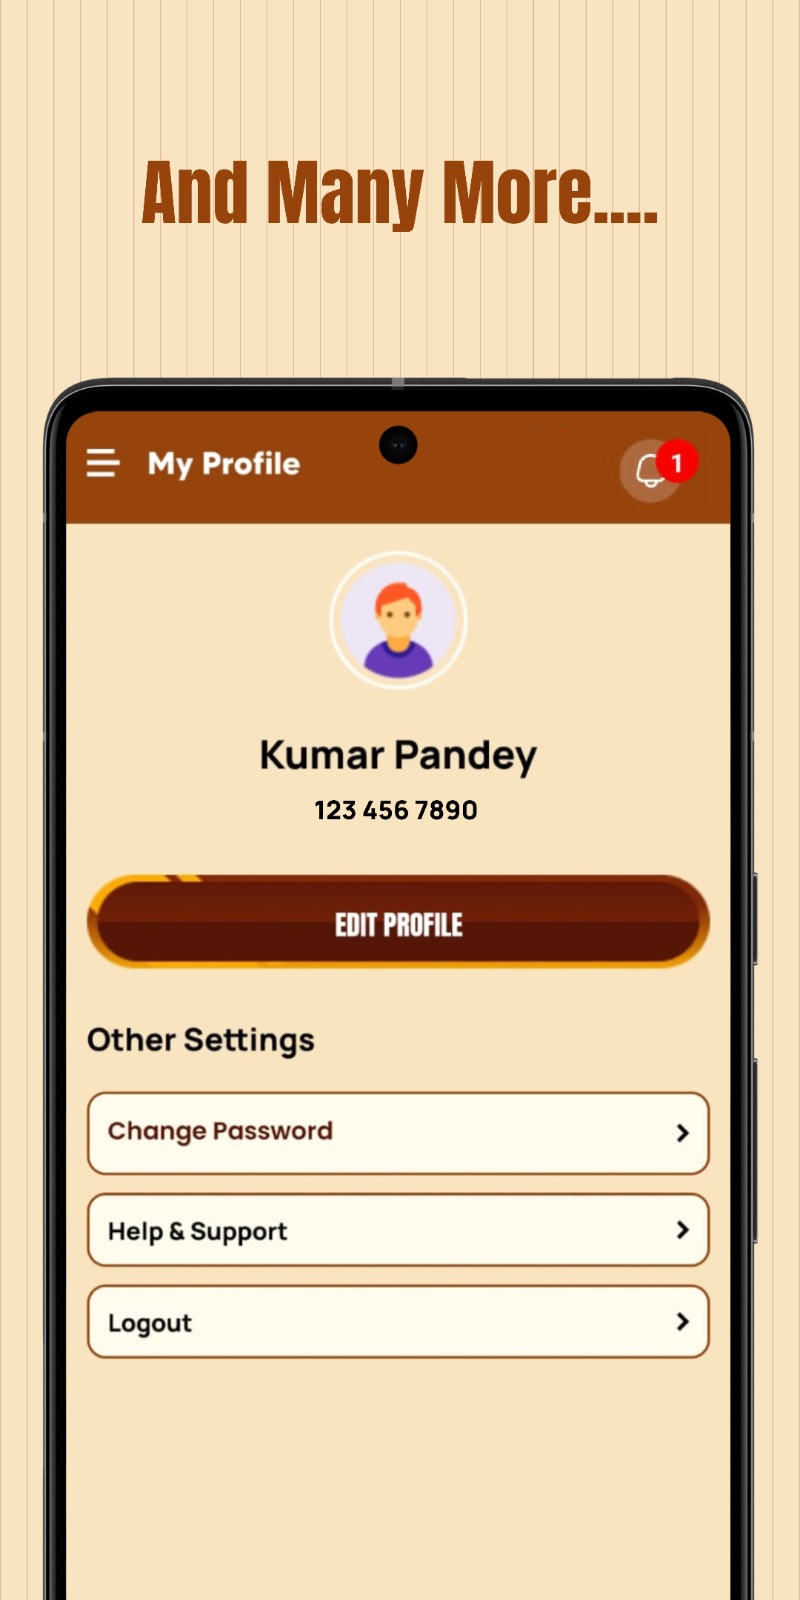 And Many More....
My Profile
1
Kumar Pandey
123 456 7890
EDIT PROFILE
Other Settings
Change Password
Help & Support
Logout